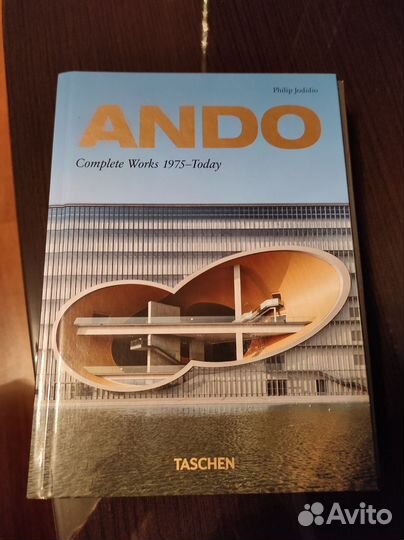 Philip Jodidio
ANDO
Complete Works 1975–Today
TASCHEN
Avito